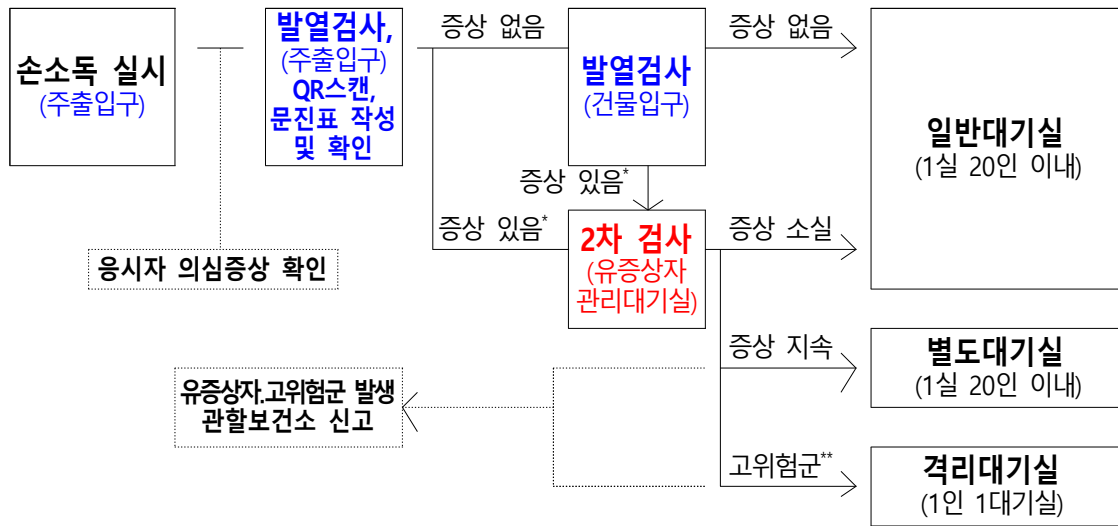 손소독 실시
(주출입구)
발열검사,
(주출입구)
QR스캔,
문진표 작성
및 확인
증상 없음
발열검사
(건물입구)
증상 없음
일반대기실
(1실 20인 이내)
증상 있음*
증상 있음*
2차 검사
(유증상자
관리대기실)
증상 소실
응시자 의심증상 확인
증상 지속
별도대기실
(1실 20인 이내)
유증상자.고위험군 발생
관할보건소 신고
고위험군**
격리대기실
(1인 1대기실)